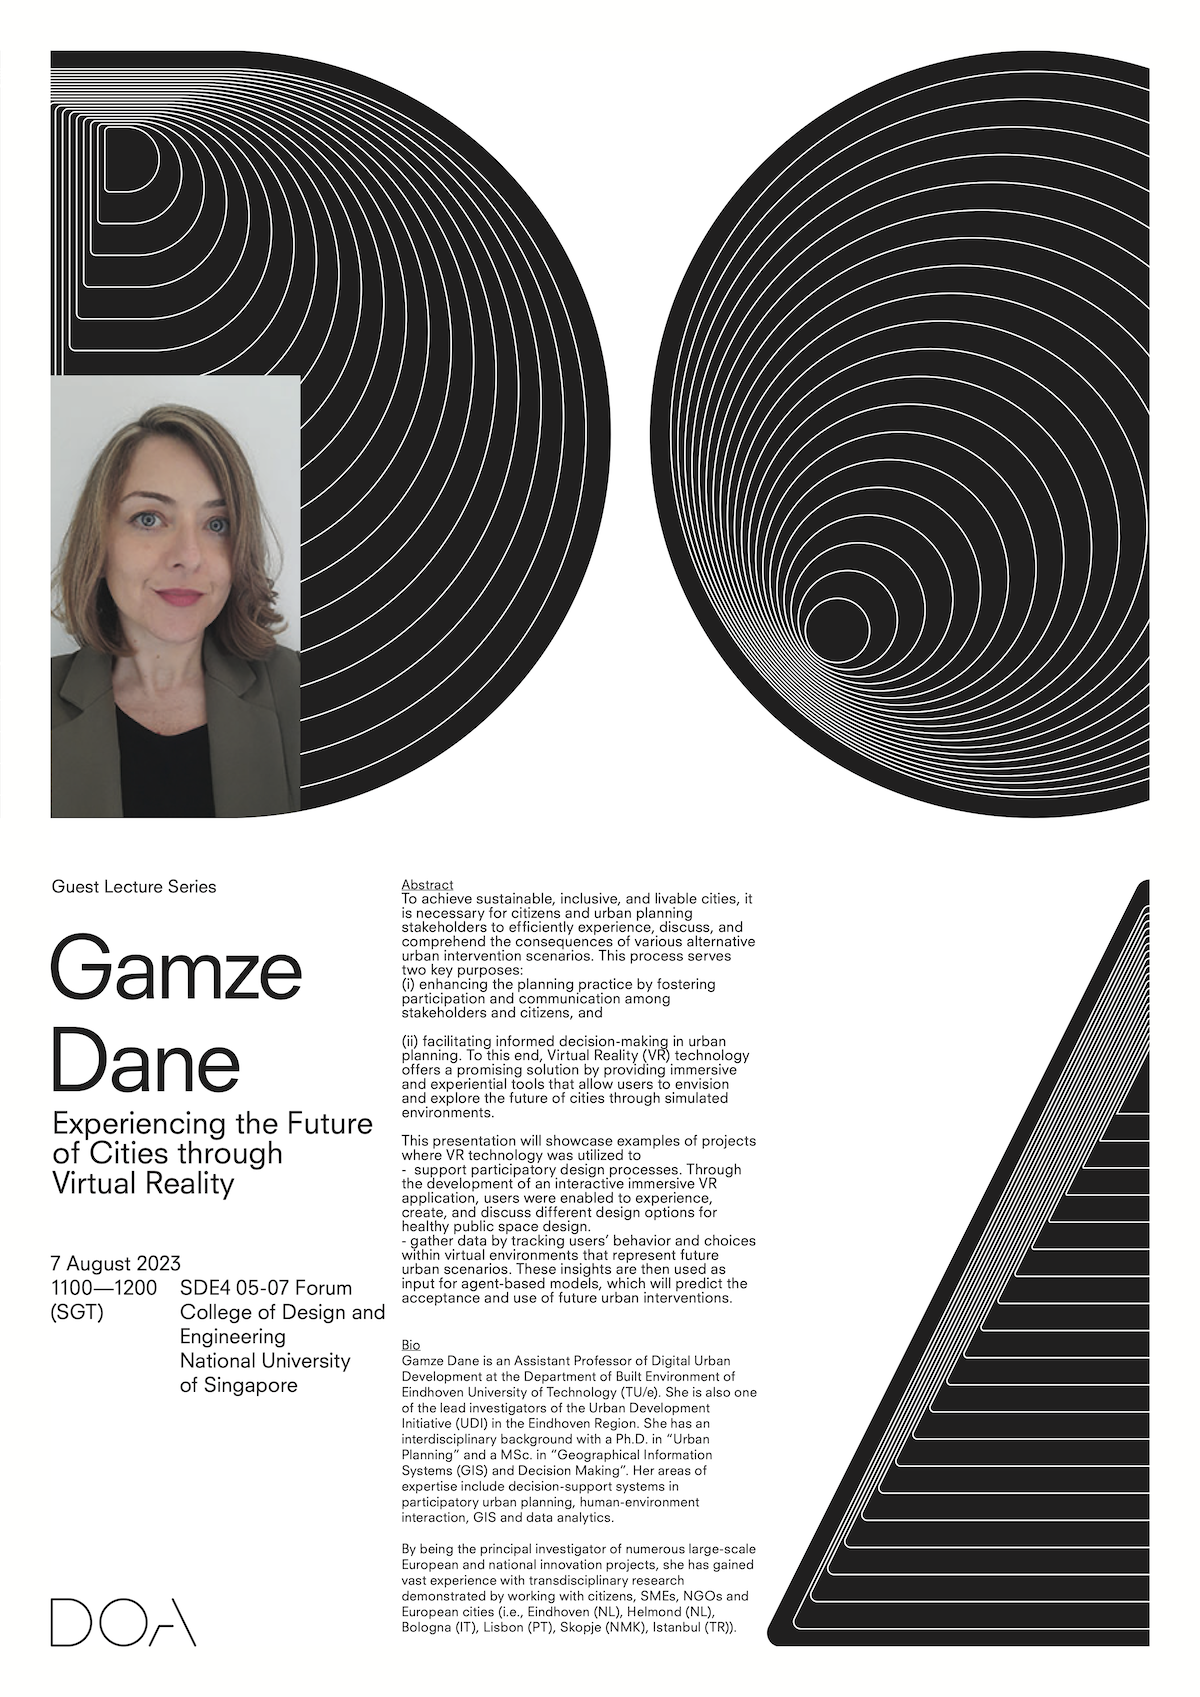 Guest Lecture Series
Gamze
Dane
Experiencing the Future
of Cities through
Virtual Reality
7 August 2023
1100—1200
(SGT)
SDE4 05-07 Forum
College of Design and
Engineering
National University
of Singapore
Abstract
To achieve sustainable, inclusive, and livable cities, it
is necessary for citizens and urban planning
stakeholders to efficiently experience, discuss, and
comprehend the consequences of various alternative
urban intervention scenarios. This process serves
two key purposes:
(i) enhancing the planning practice by fostering
participation and communication among
stakeholders and citizens, and
(ii) facilitating informed decision-making in urban
planning. To this end, Virtual Reality (VR) technology
offers a promising solution by providing immersive
and experiential tools that allow users to envision
and explore the future of cities through simulated
environments.
This presentation will showcase examples of projects
where VR technology was utilized to
- support participatory design processes. Through
the development of an interactive immersive VR
application, users were enabled to experience,
create, and discuss different design options for
healthy public space design.
- gather data by tracking users’ behavior and choices
within virtual environments that represent future
urban scenarios. These insights are then used as
input for agent-based models, which will predict the
acceptance and use of future urban interventions.
Bio
Gamze Dane is an Assistant Professor of Digital Urban
Development at the Department of Built Environment of
Eindhoven University of Technology (TU/e). She is also one
of the lead investigators of the Urban Development
Initiative (UDI) in the Eindhoven Region. She has an
interdisciplinary background with a Ph.D. in “Urban
Planning” and a MSc. in “Geographical Information
Systems (GIS) and Decision Making”. Her areas of
expertise include decision-support systems in
participatory urban planning, human-environment
interaction, GIS and data analytics.
By being the principal investigator of numerous large-scale
European and national innovation projects, she has gained
vast experience with transdisciplinary research
demonstrated by working with citizens, SMEs, NGOs and
European cities (i.e., Eindhoven (NL), Helmond (NL),
Bologna (IT), Lisbon (PT), Skopje (NMK), Istanbul (TR)).
DOA